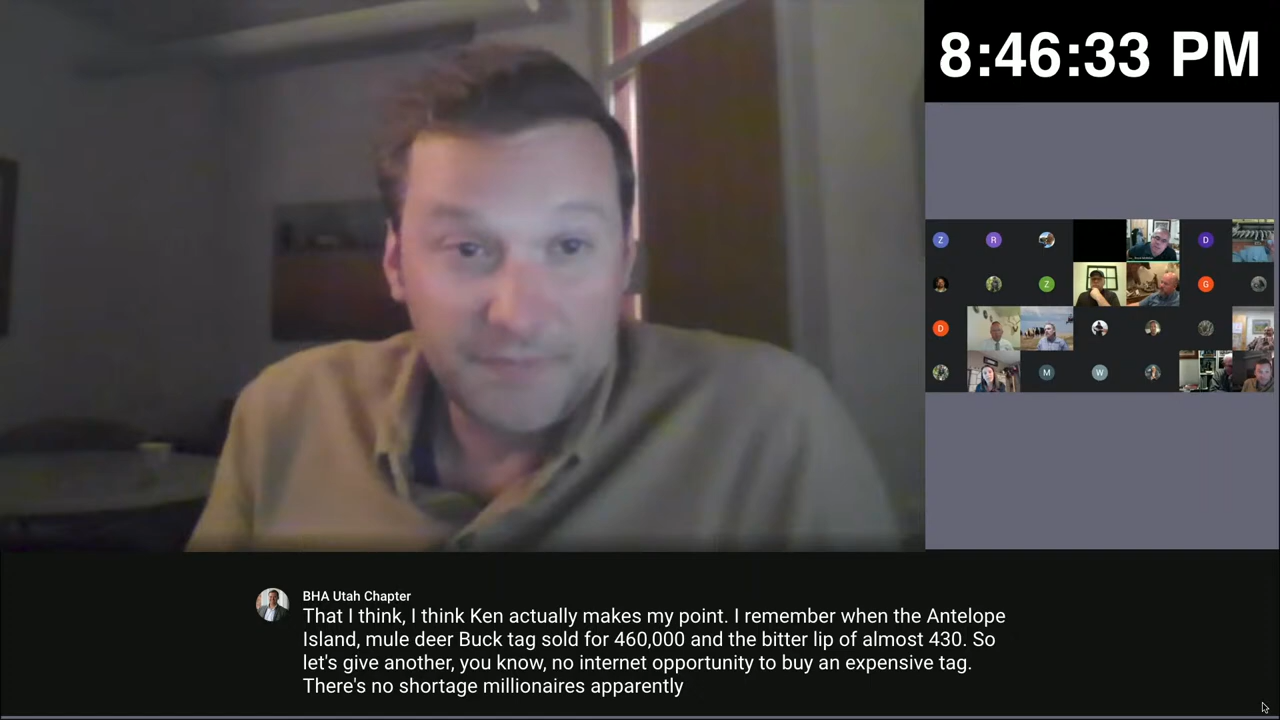 8:46:33 PM
Z
R
D
Z
G
D
M
W
BHA Utah Chapter
That I think, I think Ken actually makes my point. I remember when the Antelope
Island, mule deer Buck tag sold for 460,000 and the bitter lip of almost 430. So
let's give another, you know, no internet opportunity to buy an expensive tag.
There's no shortage millionaires apparently